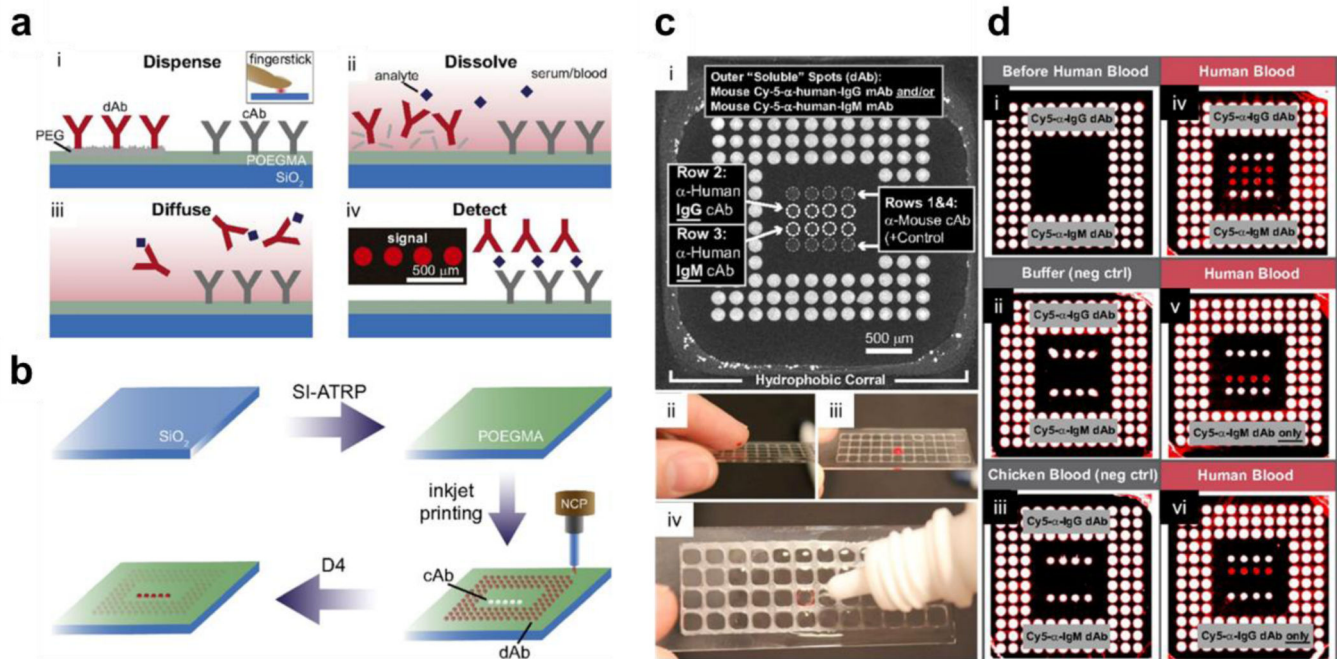 a
i
Dispense
fingerstick
dAb
cAb
PEG
POEGMA
SiO2
ii
Dissolve
analyte
serum/blood
iii
Diffuse
iv
Detect
signal
500 μm
b
SI-ATRP
SiO2
POEGMA
inkjet
printing
NCP
D4
cAb
dAb
c
i
Outer "Soluble" Spots (dAb):
Mouse Cy-5-α-human-IgG mAb and/or
Mouse Cy-5-α-human-IgM mAb
Row 2:
α-Human
IgG cAb
Row 3:
α-Human
IgM cAb
Rows 1&4:
α-Mouse cAb
(+Control
500 μm
Hydrophobic Corral
ii
iii
iv
d
Before Human Blood
i
Cy5-α-IgG dAb
Cy5-α-IgM dAb
Human Blood
iv
Cy5-α-IgG dAb
Cy5-α-IgM dAb
Buffer (neg ctrl)
ii
Cy5-α-IgG dAb
Cy5-α-IgM dAb
Human Blood
v
Cy5-α-IgM dAb only
Chicken Blood (neg ctrl)
iii
Cy5-α-IgG dAb
Cy5-α-IgM dAb
Human Blood
vi
Cy5-α-IgG dAb only